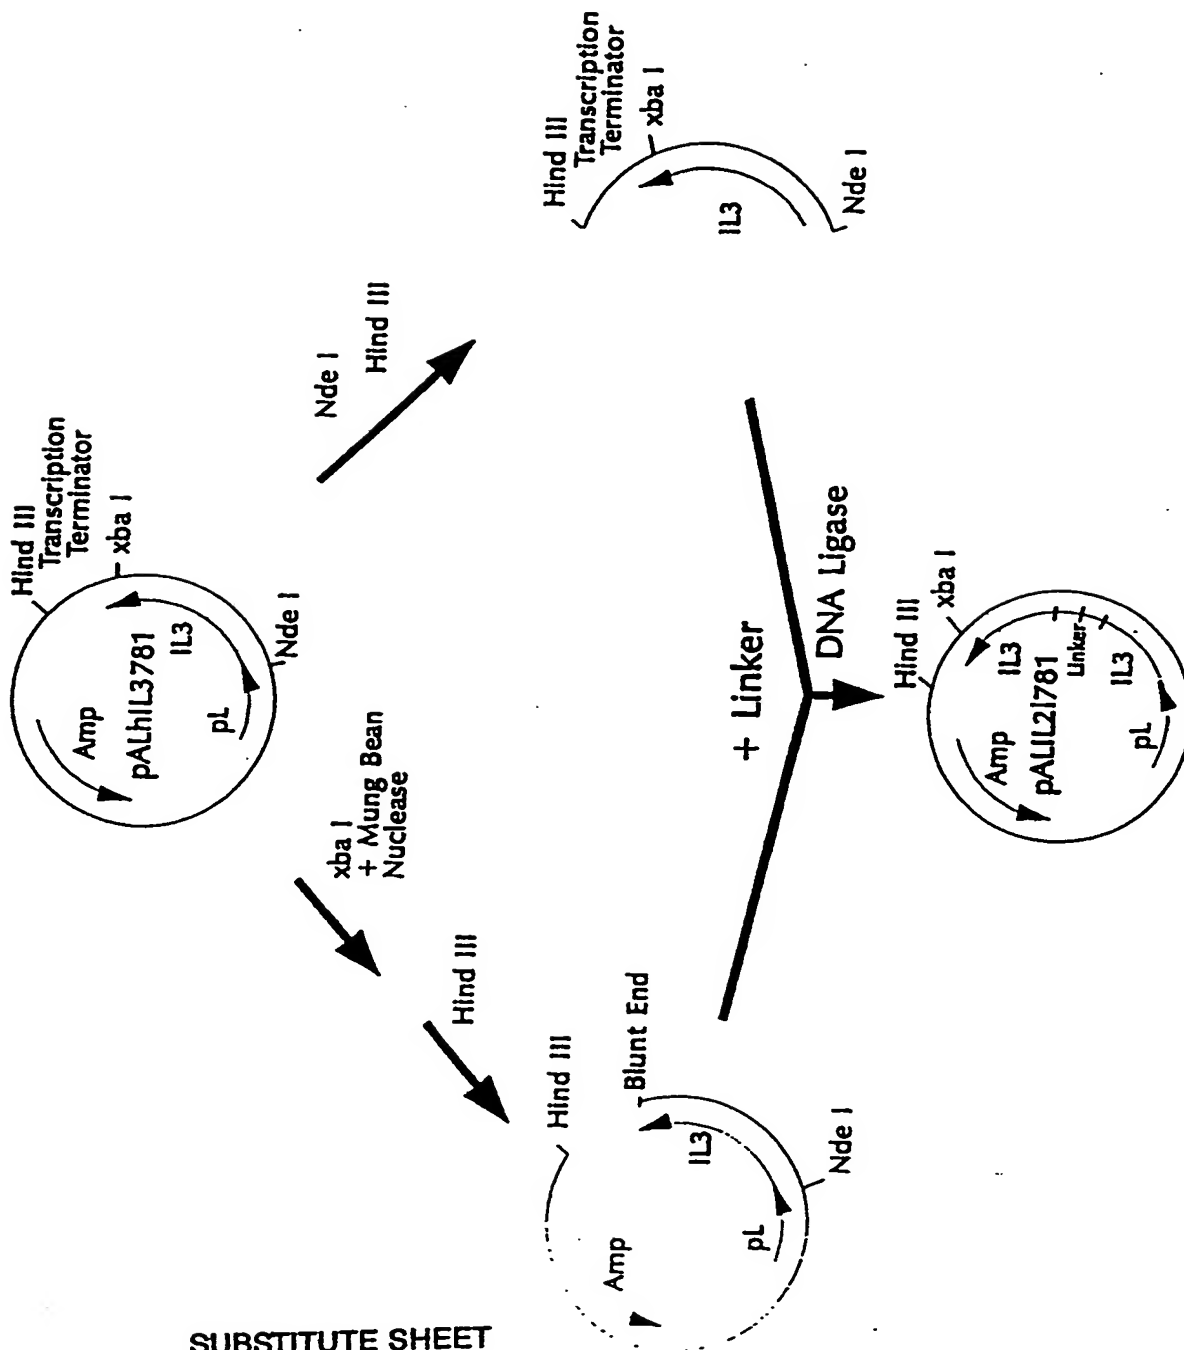 Hind III
Transcription
Terminator
xba I
Amp
pALhIL3781
IL3
pL
Nde I
xba I
+ Mung Bean
Nuclease
Hind III
Nde I
Hind III
Hind III
Blunt End
Amp
IL3
pL
Nde I
Hind III
Transcription
Terminator
xba I
IL3
Nde I
+ Linker
DNA Ligase
Hind III
xba I
Amp
IL3
pALIL2I781
Linker
IL3
pL
SUBSTITUTE SHEET